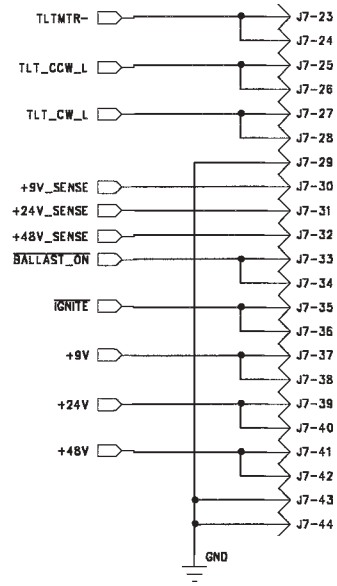 TLTMTR- J7-23
J7-24
TLT_CCW_L J7-25
J7-26
TLT_CW_L J7-27
J7-28
J7-29
+9V_SENSE J7-30
+24V_SENSE J7-31
+48V_SENSE J7-32
BALLAST_ON J7-33
J7-34
IGNITE J7-35
J7-36
+9V J7-37
J7-38
+24V J7-39
J7-40
+48V J7-41
J7-42
J7-43
J7-44
GND